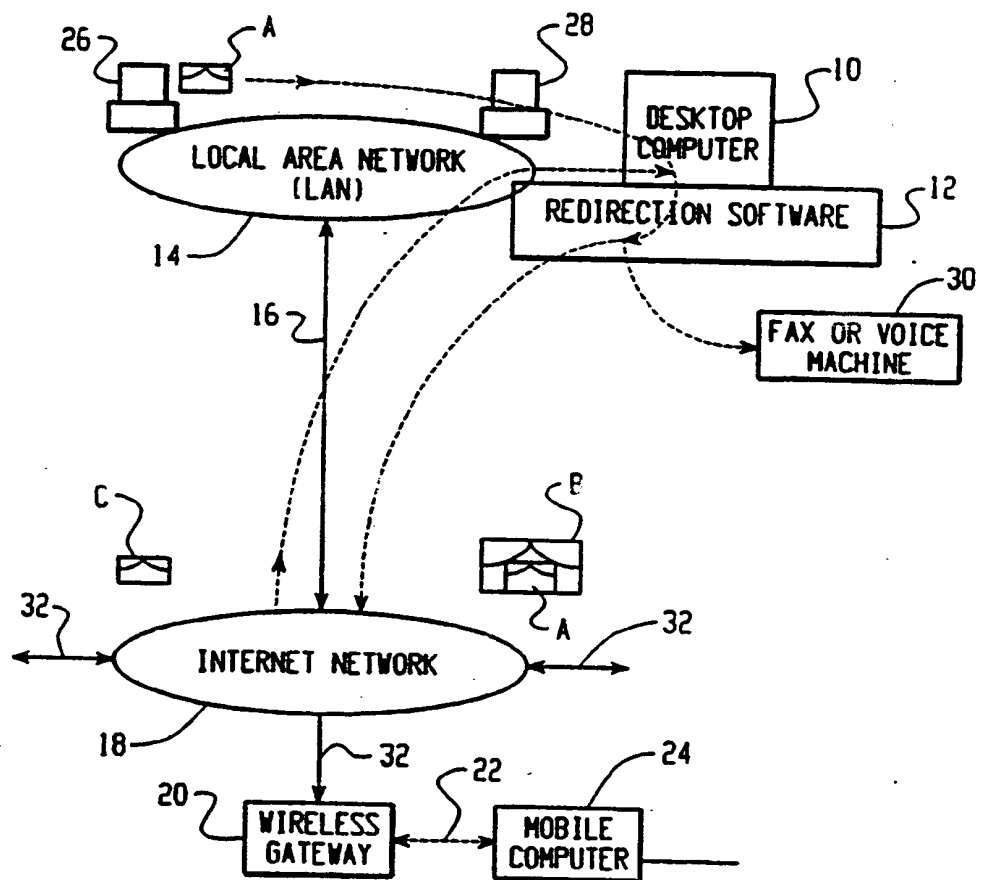 26
A
28
10
DESKTOP
COMPUTER
LOCAL AREA NETWORK
(LAN)
12
REDIRECTION SOFTWARE
14
16
30
FAX OR VOICE
MACHINE
C
B
A
32
32
INTERNET NETWORK
18
32
24
20
22
WIRELESS
GATEWAY
MOBILE
COMPUTER